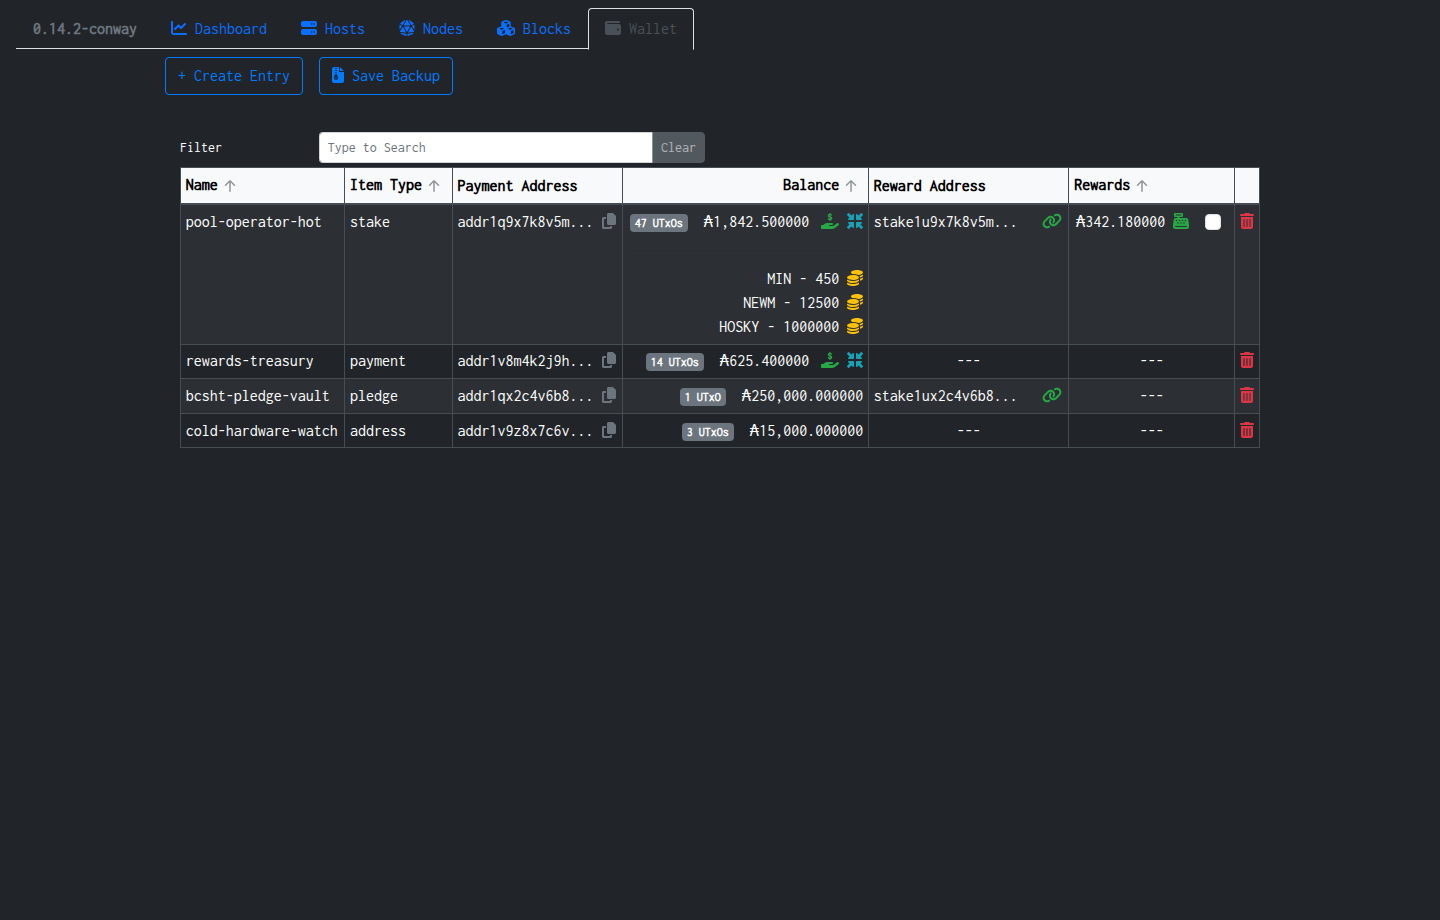 0.14.2-conway Dashboard Hosts Nodes Blocks Wallet
+ Create Entry Save Backup
Filter Type to Search Clear
Name Item Type Payment Address Balance Reward Address Rewards
pool-operator-hot stake addr1q9x7k8v5m... 47 UTxOs ₳1,842.500000 stake1u9x7k8v5m... ₳342.180000
MIN - 450
NEWM - 12500
HOSKY - 1000000
rewards-treasury payment addr1v8m4k2j9h... 14 UTxOs ₳625.400000 --- ---
bcsht-pledge-vault pledge addr1qx2c4v6b8... 1 UTxO ₳250,000.000000 stake1ux2c4v6b8... ---
cold-hardware-watch address addr1v9z8x7c6v... 3 UTxOs ₳15,000.000000 --- ---